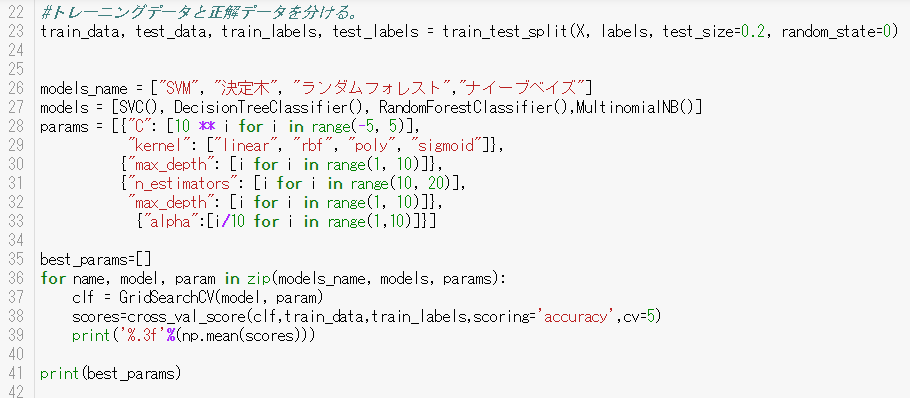 22 #トレーニングデータと正解データを分ける。
23 train_data, test_data, train_labels, test_labels = train_test_split(X, labels, test_size=0.2, random_state=0)
24
25
26 models_name = ["SVM", "決定木", "ランダムフォレスト","ナイーブベイズ"]
27 models = [SVC(), DecisionTreeClassifier(), RandomForestClassifier(),MultinomialNB()]
28 params = [{"C": [10 ** i for i in range(-5, 5)],
29            "kernel": ["linear", "rbf", "poly", "sigmoid"]},
30           {"max_depth": [i for i in range(1, 10)]},
31           {"n_estimators": [i for i in range(10, 20)],
32            "max_depth": [i for i in range(1, 10)]},
33             {"alpha":[i/10 for i in range(1,10)]}]
34
35 best_params=[]
36 for name, model, param in zip(models_name, models, params):
37     clf = GridSearchCV(model, param)
38     scores=cross_val_score(clf,train_data,train_labels,scoring='accuracy',cv=5)
39     print('%.3f'%(np.mean(scores)))
40
41 print(best_params)
42